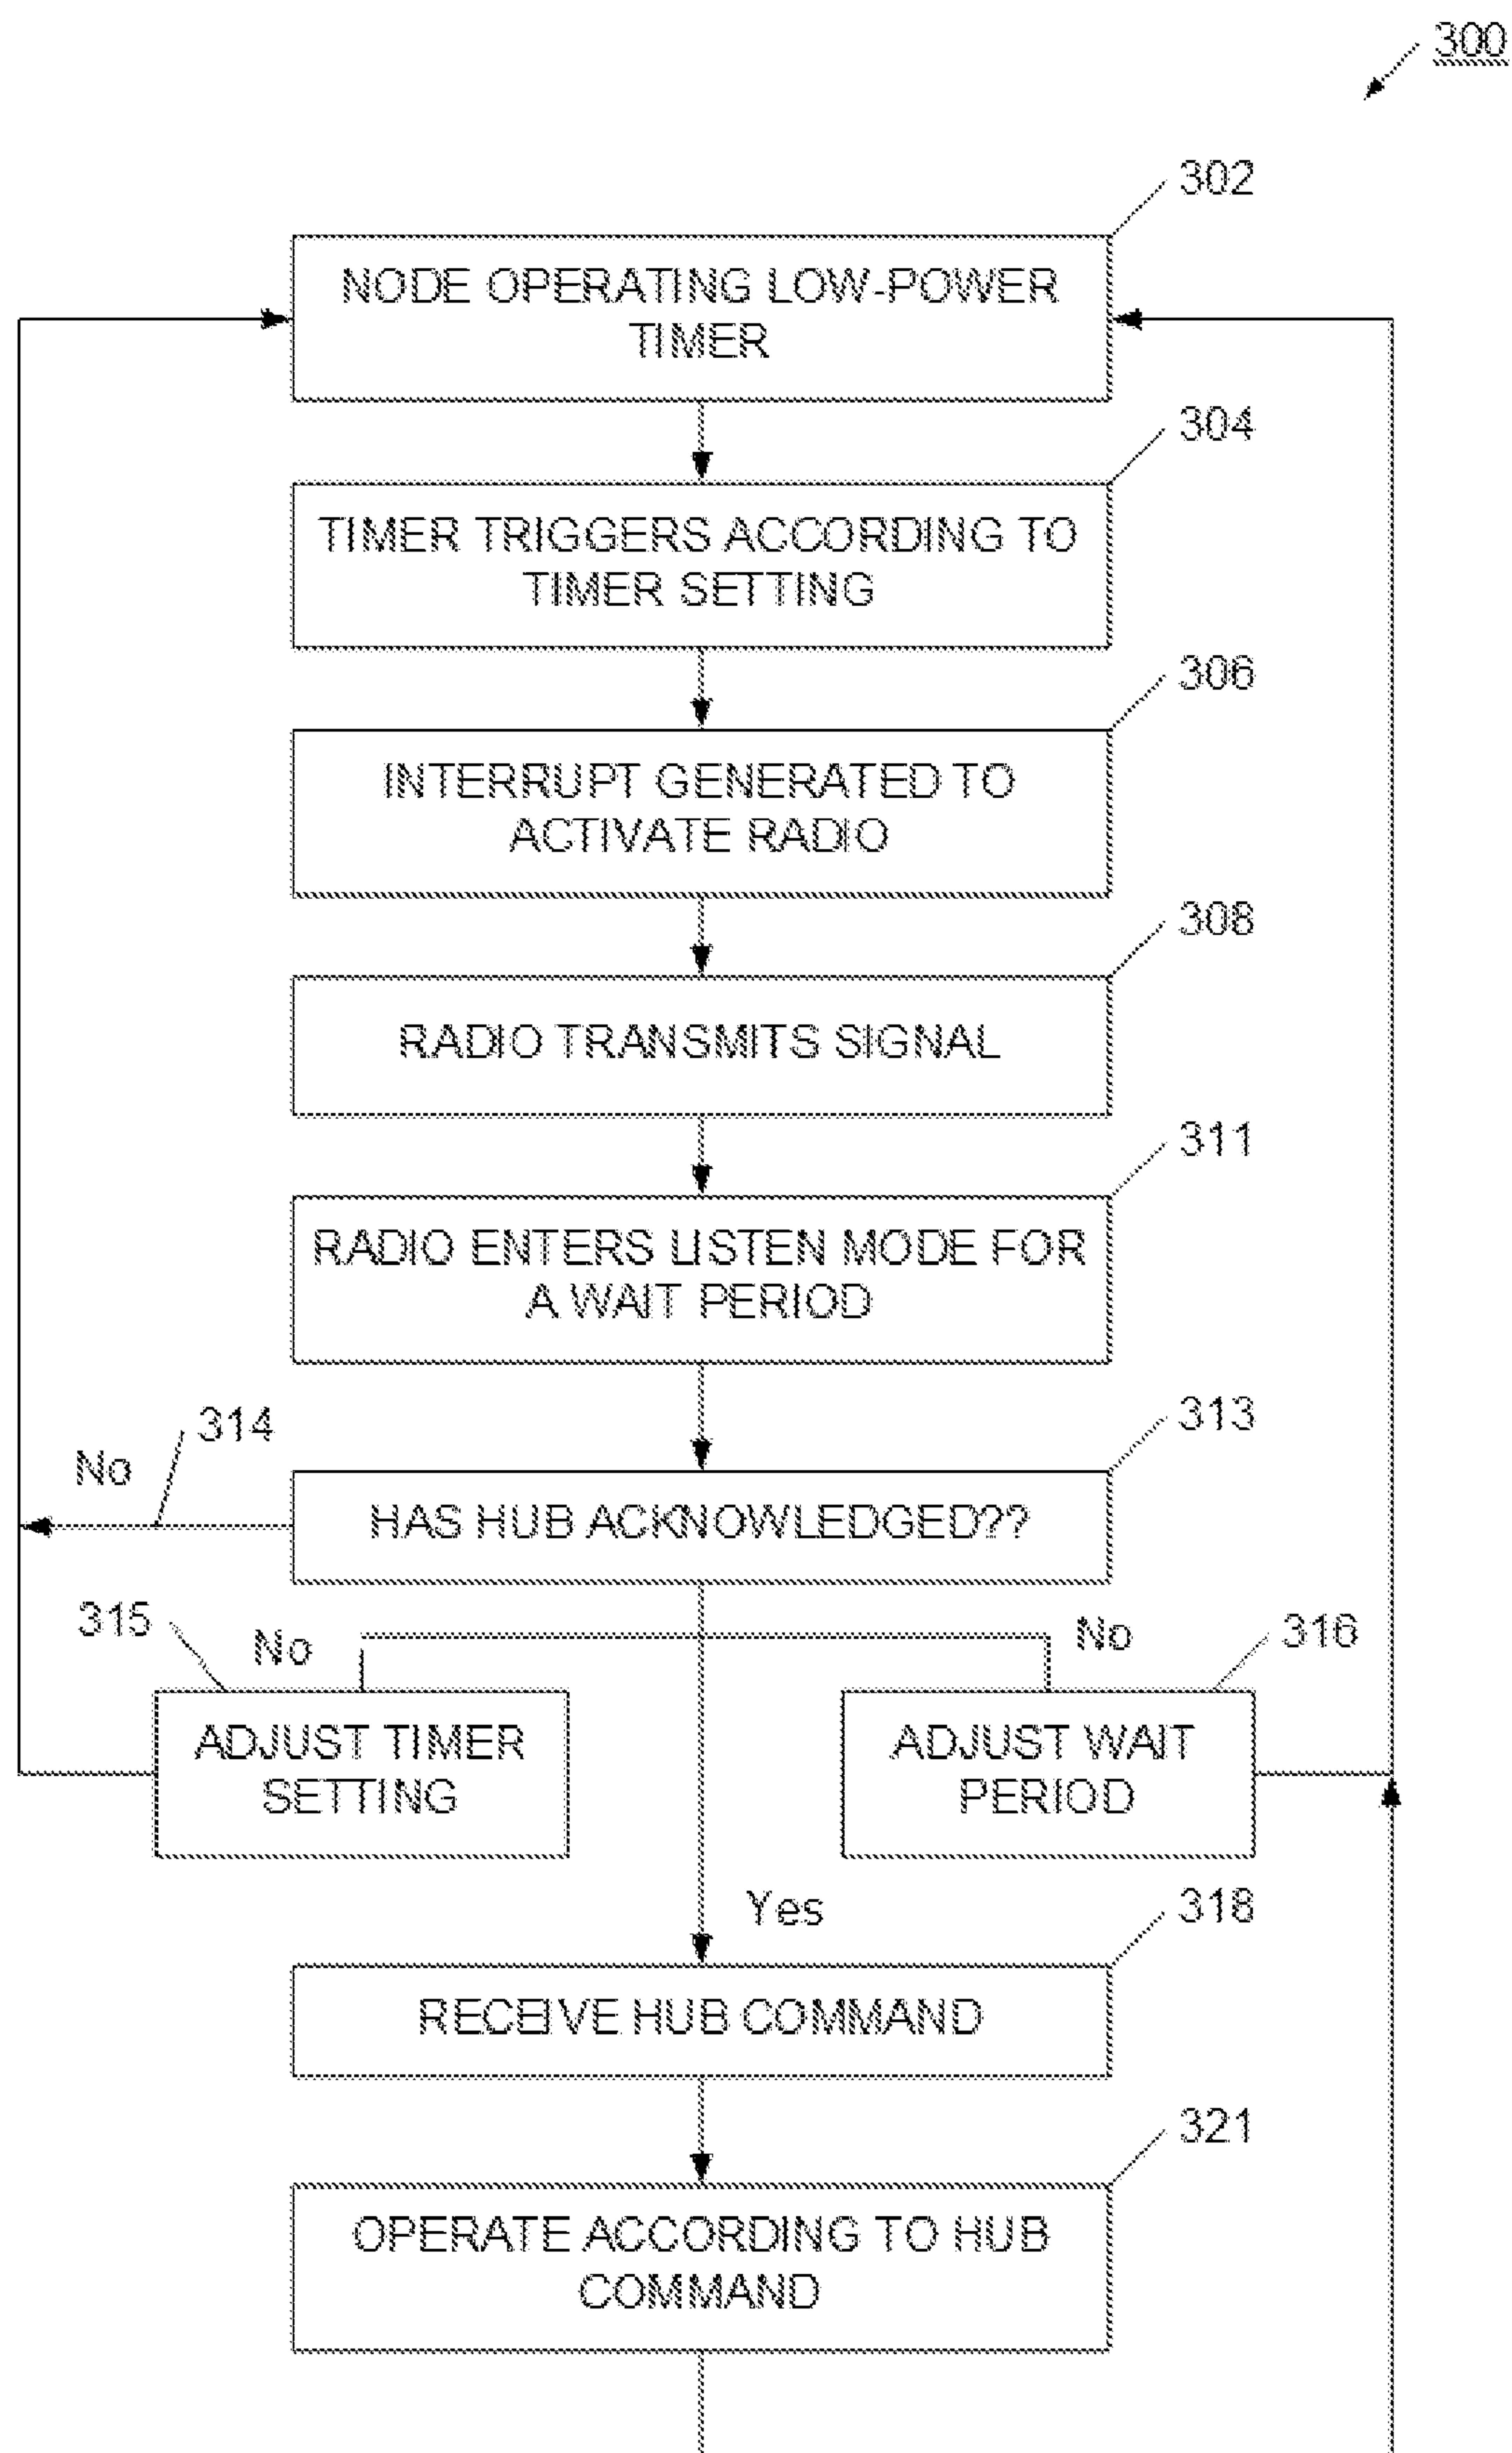 300
302
NODE OPERATING LOW-POWER
TIMER
304
TIMER TRIGGERS ACCORDING TO
TIMER SETTING
306
INTERRUPT GENERATED TO
ACTIVATE RADIO
308
RADIO TRANSMITS SIGNAL
311
RADIO ENTERS LISTEN MODE FOR
A WAIT PERIOD
313
314
No
HAS HUB ACKNOWLEDGED??
315
No
No
316
ADJUST TIMER
SETTING
ADJUST WAIT
PERIOD
Yes
318
RECEIVE HUB COMMAND
321
OPERATE ACCORDING TO HUB
COMMAND